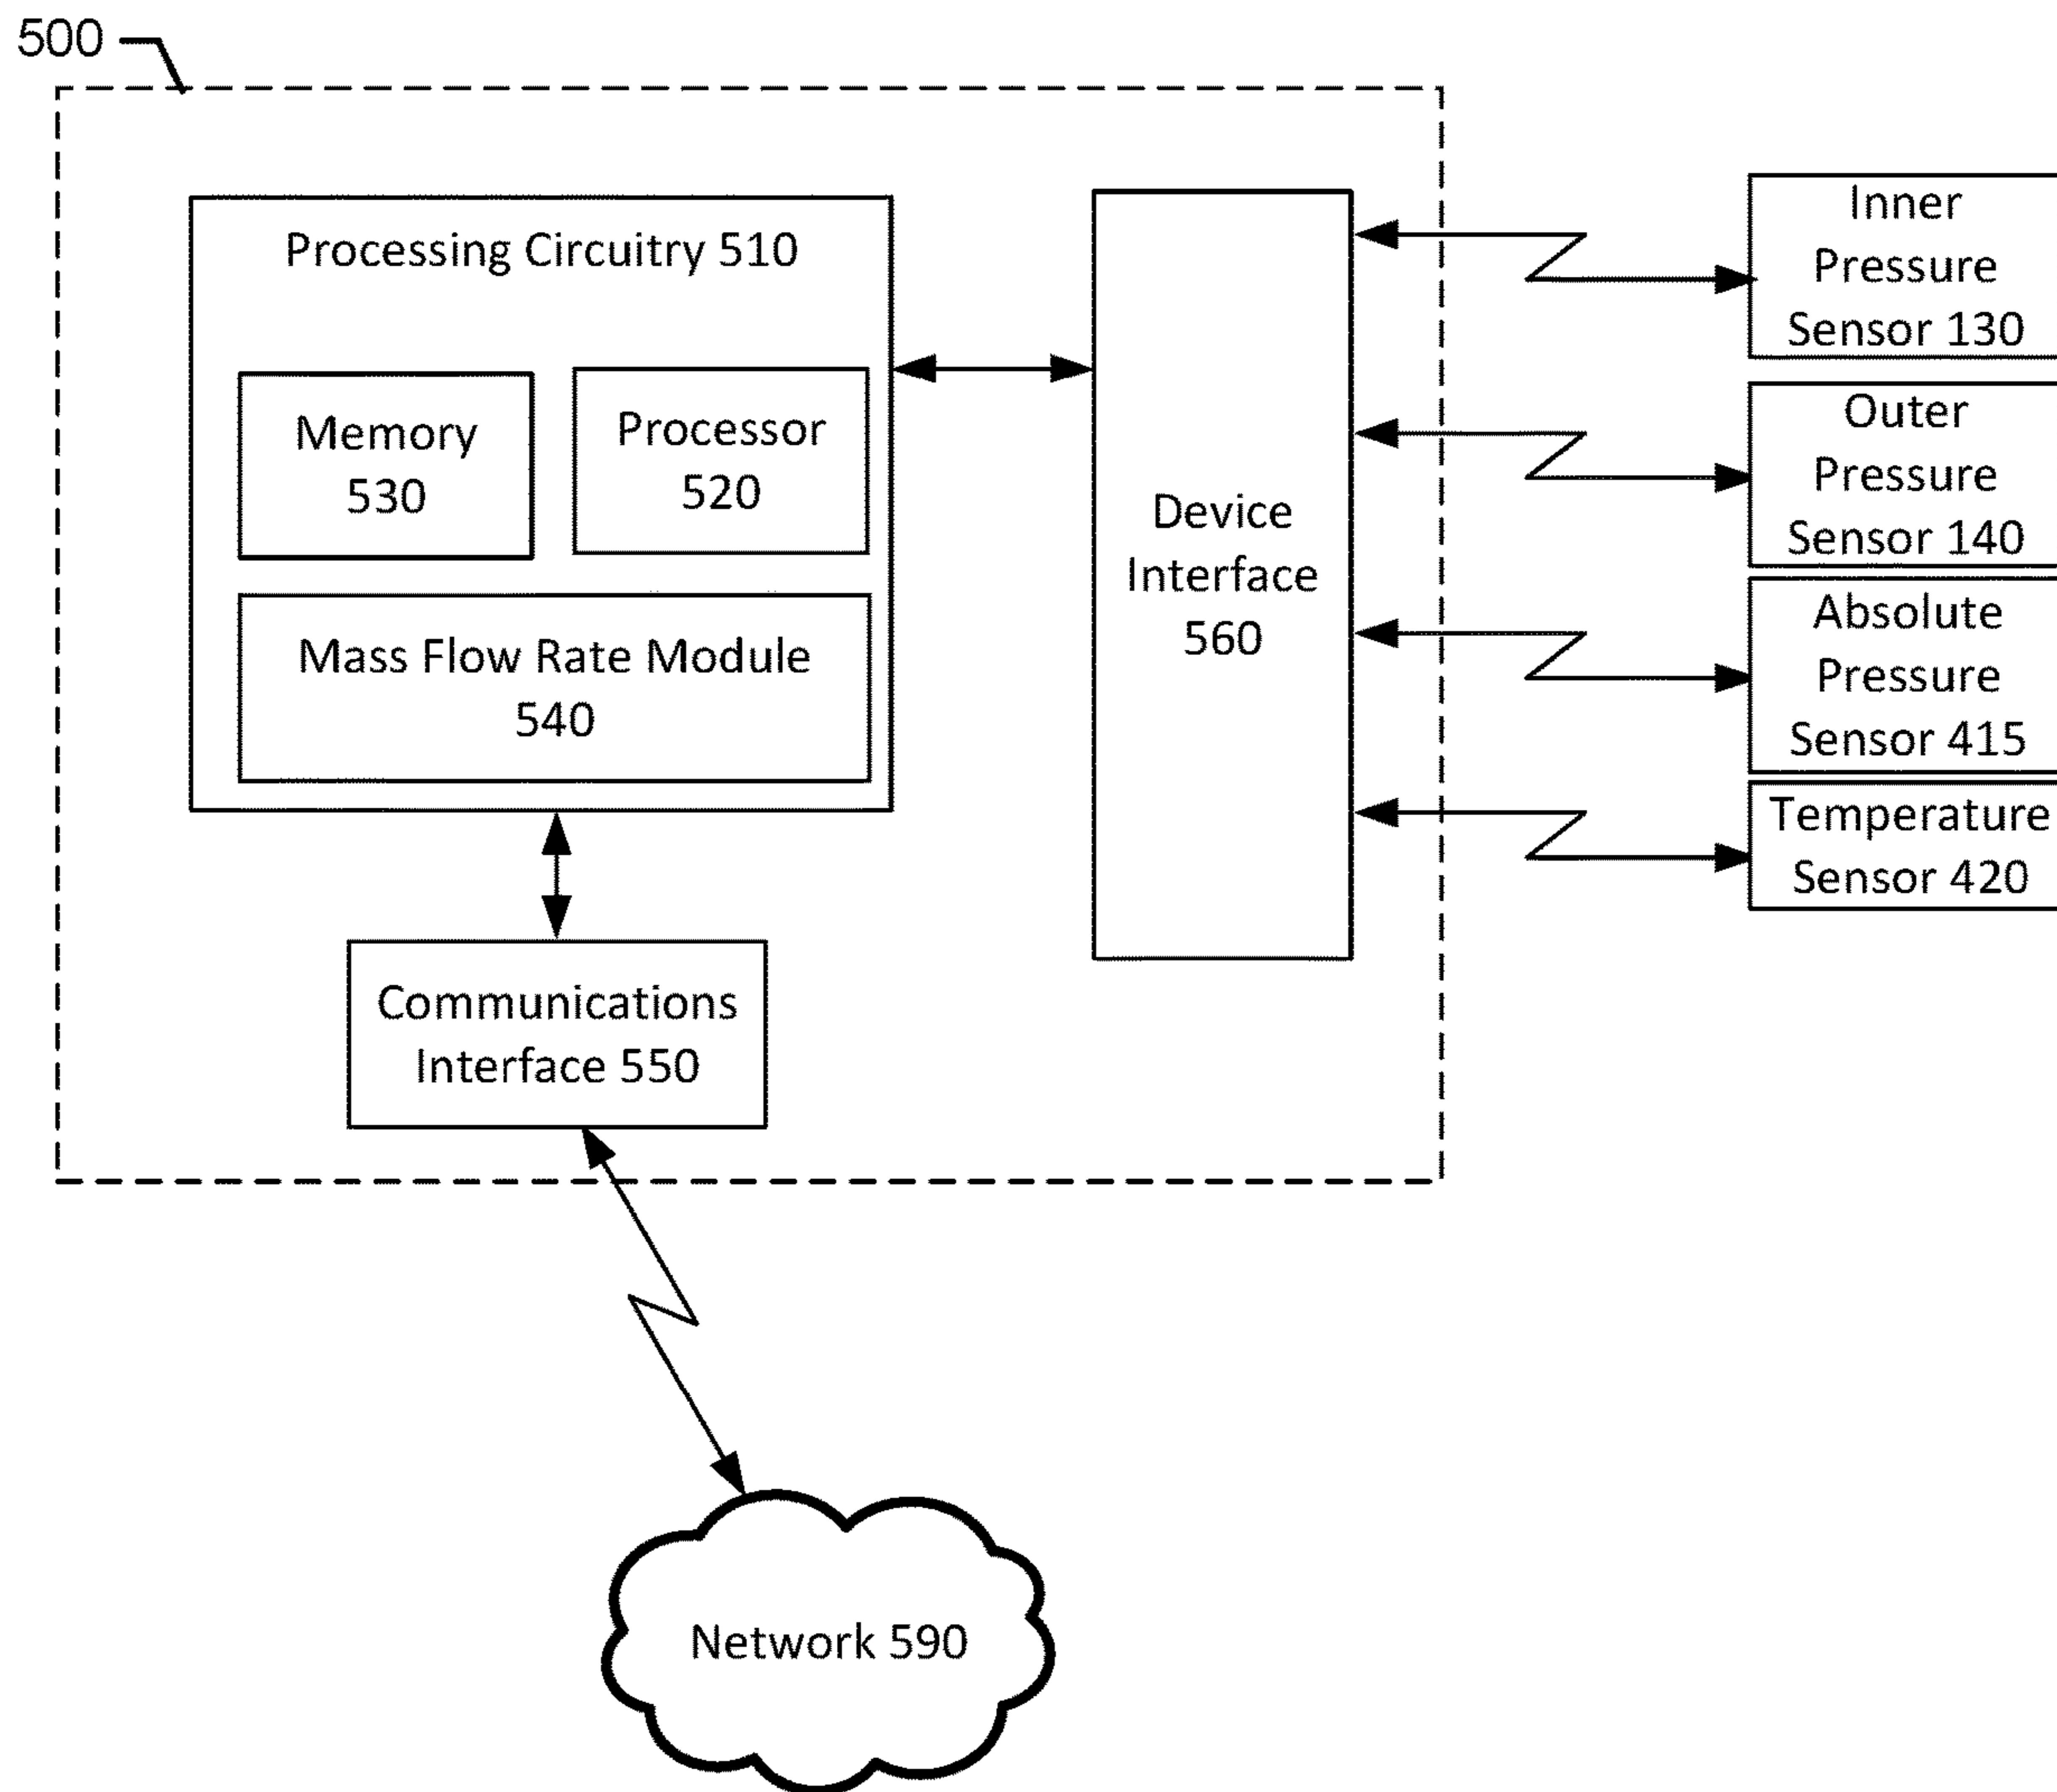 500
Processing Circuitry 510
Memory
530
Processor
520
Mass Flow Rate Module
540
Communications
Interface 550
Device
Interface
560
Inner
Pressure
Sensor 130
Outer
Pressure
Sensor 140
Absolute
Pressure
Sensor 415
Temperature
Sensor 420
Network 590